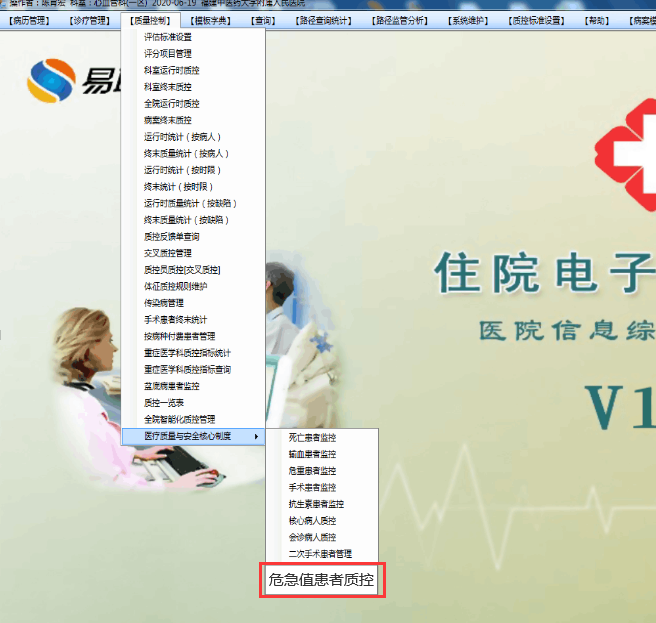 操作者：陈育宏 科室：心血管科(一区) 2020-06-19 福建中医药大学附属人民医院
【病历管理】 【诊疗管理】 【质量控制】 【模板字典】 【查询】 【路径查询统计】 【路径监管分析】 【系统维护】 【质控标准设置】 【帮助】 【病案
评估标准设置
评分项目管理
科室运行时质控
科室终末质控
全院运行时质控
病案终末质控
运行时统计（按病人）
终末质量统计（按病人）
运行时统计（按时限）
终末统计（按时限）
运行时质量统计（按缺陷）
终末质量统计（按缺陷）
质控反馈单查询
交叉质控管理
质控员质控[交叉质控]
体征质控规则维护
传染病管理
手术患者终末统计
按病种付费患者管理
重症医学科质控指标统计
重症医学科质控指标查询
盆底病患者监控
质控一览表
全院智能化质控管理
医疗质量与安全核心制度
死亡患者监控
输血患者监控
危重患者监控
手术患者监控
抗生素患者监控
核心病人质控
会诊病人质控
二次手术患者管理
危急值患者质控
易
住院电子
医院信息综
V1